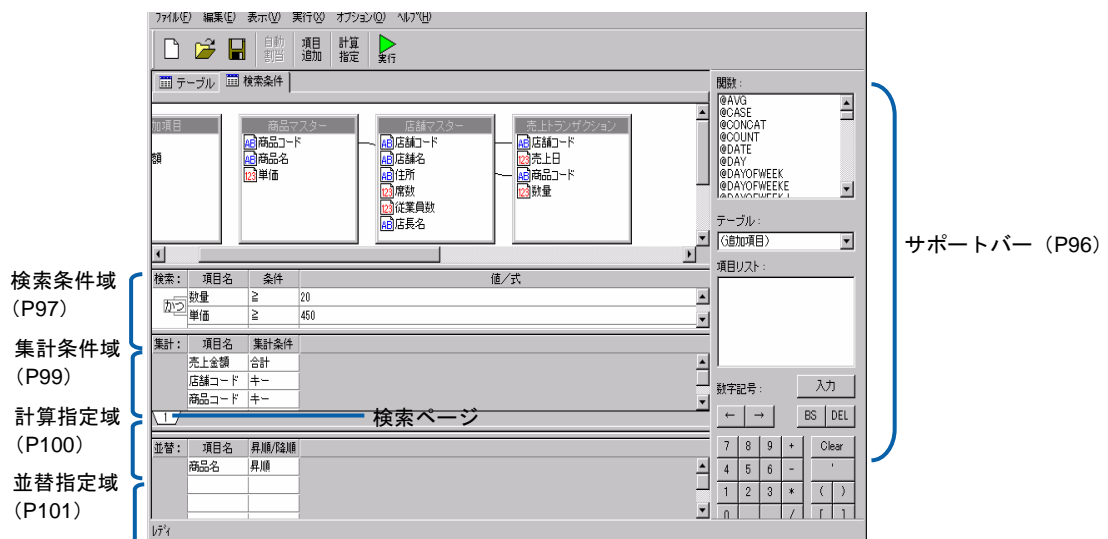 ファイル(F) 編集(E) 表示(V) 実行(X) オプション(O) ヘルプ(H)
自動割当 項目追加 計算指定 実行
テーブル 検索条件
加項目
額
商品マスター
商品コード
商品名
単価
店舗マスター
店舗コード
店舗名
住所
席数
従業員数
店長名
売上トランザクション
店舗コード
売上日
商品コード
数量
検索: 項目名 条件 値/式
かつ
数量 ≧ 20
単価 ≧ 450
集計: 項目名 集計条件
売上金額 合計
店舗コード キー
商品コード キー
1
検索ページ
並替: 項目名 昇順/降順
商品名 昇順
レディ
関数:
@AVG
@CASE
@CONCAT
@COUNT
@DATE
@DAY
@DAYOFWEEK
@DAYOFWEEKE
テーブル:
(追加項目)
項目リスト:
数字記号: 入力
← → BS DEL
7 8 9 + Clear
4 5 6 - '
1 2 3 * ( )
0 / [ ]
検索条件域
(P97)
集計条件域
(P99)
計算指定域
(P100)
並替指定域
(P101)
サポートバー(P96)